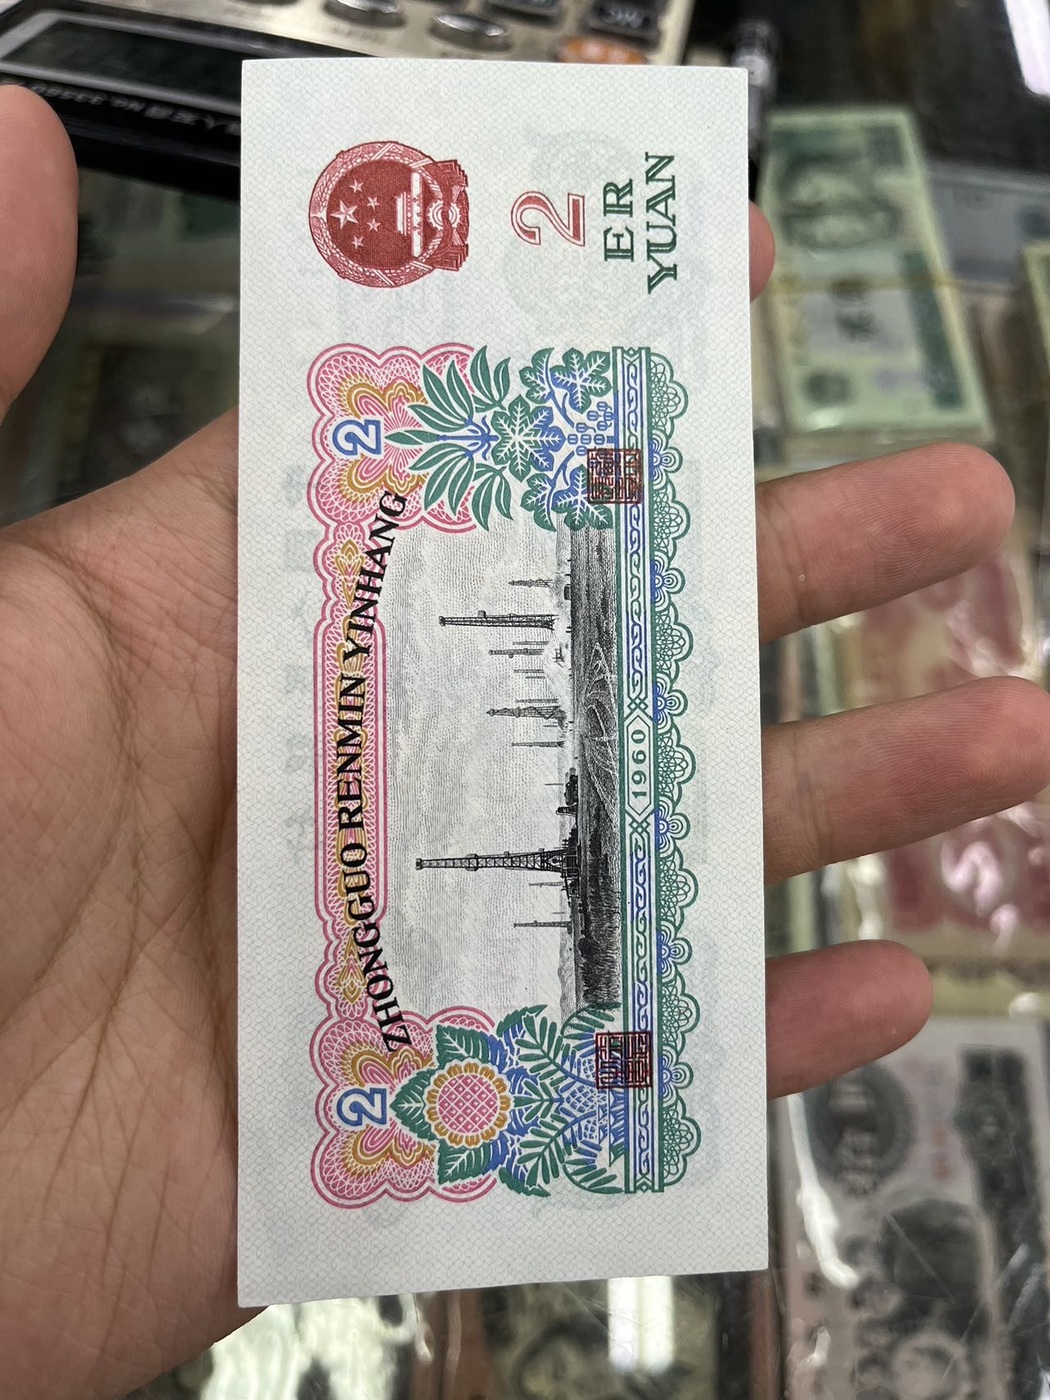 ZHONGGUO RENMIN YINHANG
2
2
2
ER
YUAN
1960